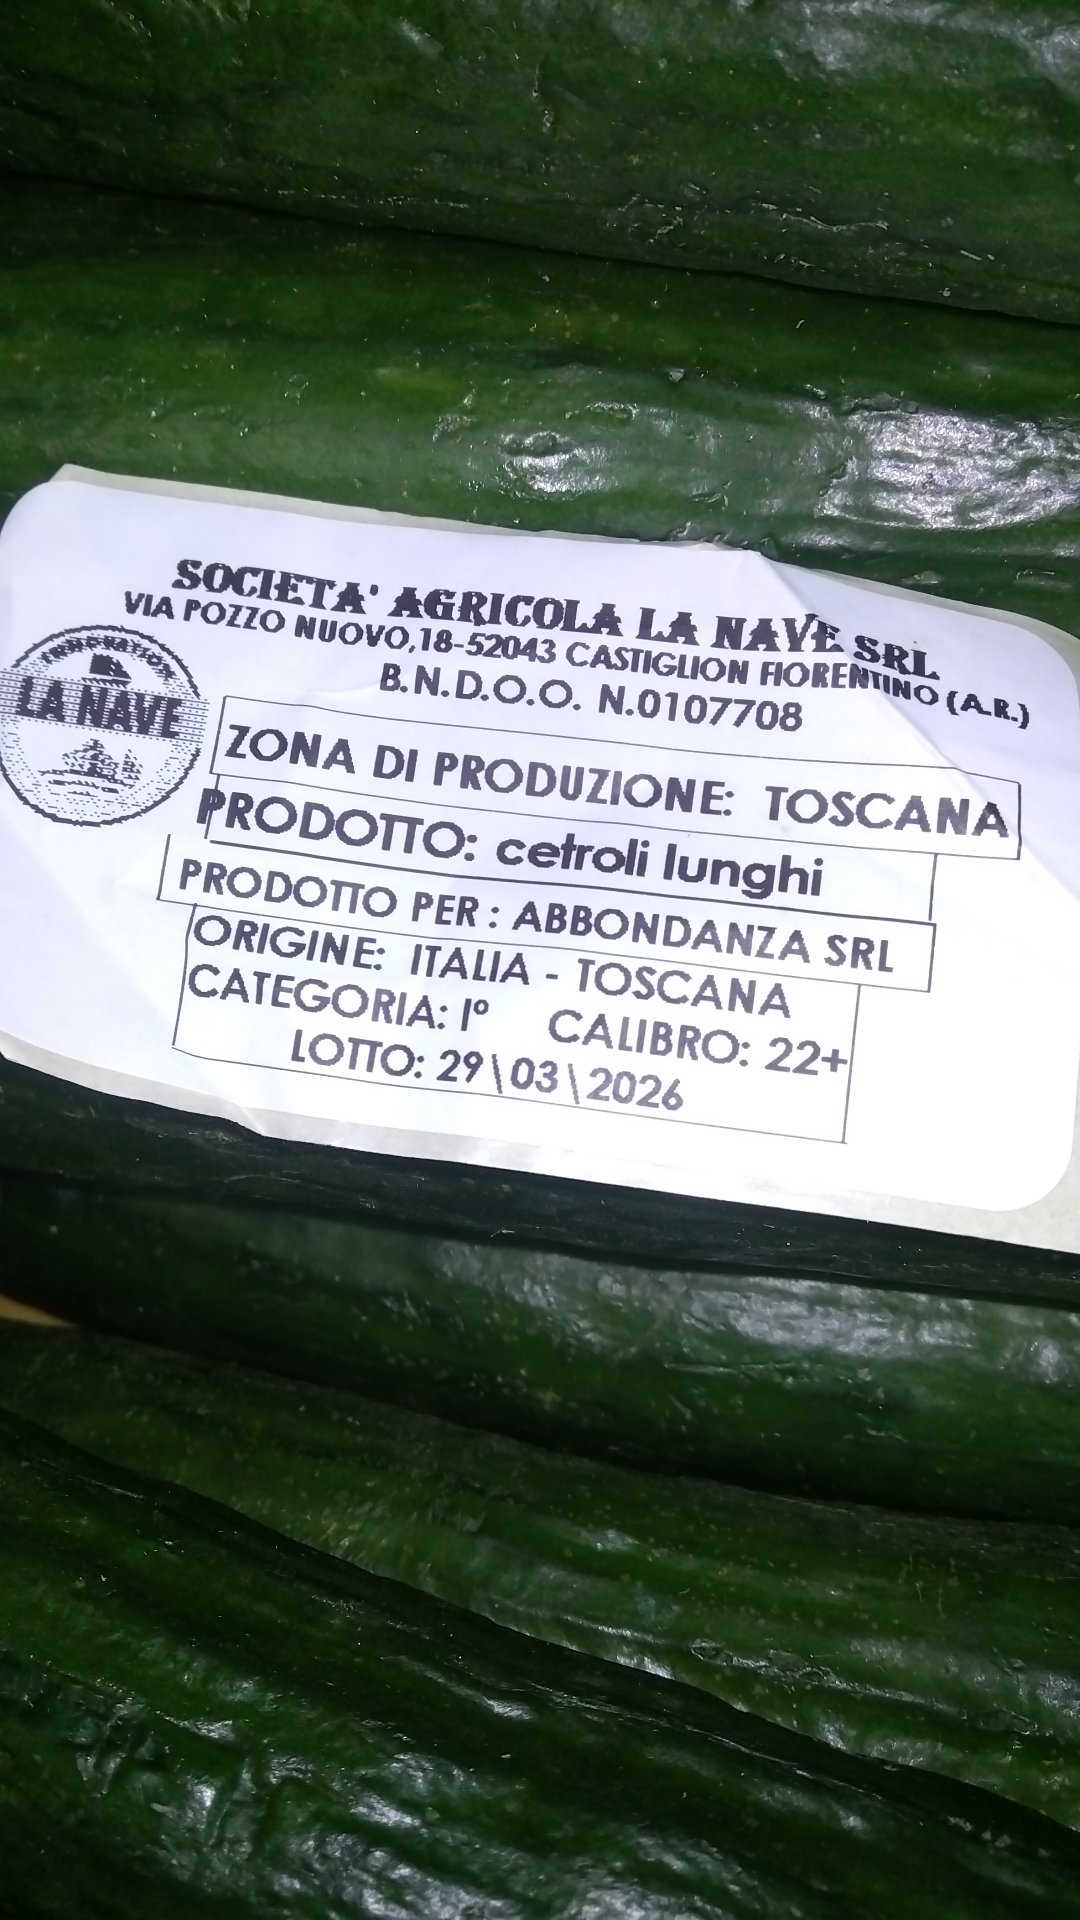 SOCIETA' AGRICOLA LA NAVE SRL
VIA POZZO NUOVO,18-52043 CASTIGLION FIORENTINO (A.R.)
B.N.D.O.O. N.0107708
LA NAVE
ZONA DI PRODUZIONE: TOSCANA
PRODOTTO: cetroli lunghi
PRODOTTO PER : ABBONDANZA SRL
ORIGINE: ITALIA - TOSCANA
CATEGORIA: I° CALIBRO: 22+
LOTTO: 29\03\2026